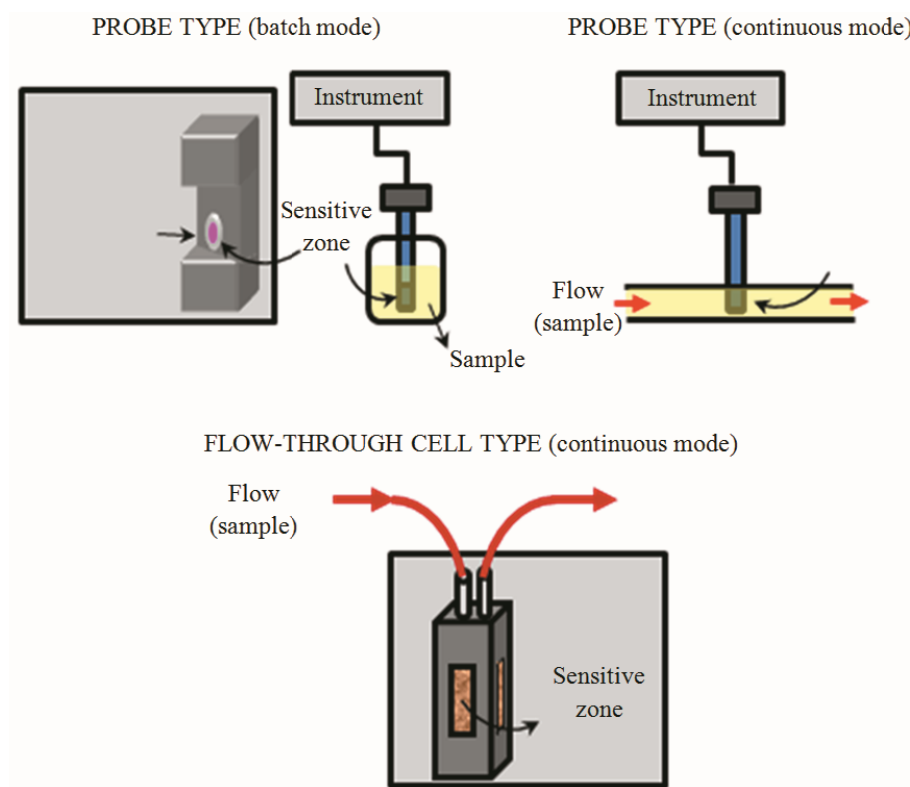 PROBE TYPE (batch mode)
PROBE TYPE (continuous mode)
Instrument
Instrument
Sensitive
zone
Flow
(sample)
Sample
FLOW-THROUGH CELL TYPE (continuous mode)
Flow
(sample)
Sensitive
zone